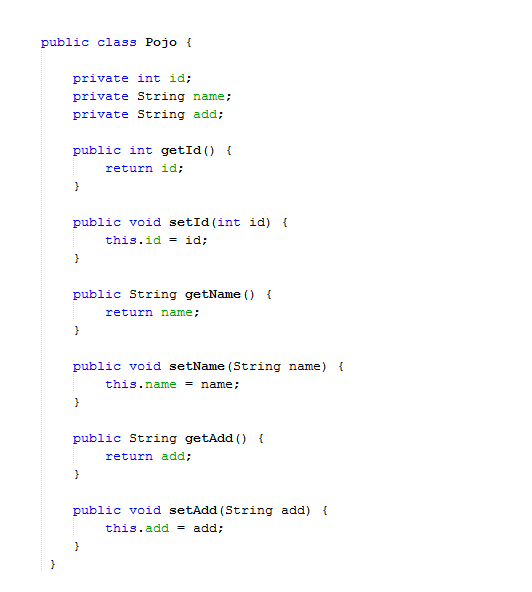 public class Pojo {
private int id;
private String name;
private String add;
public int getId() {
return id;
}
public void setId(int id) {
this.id = id;
}
public String getName() {
return name;
}
public void setName(String name) {
this.name = name;
}
public String getAdd() {
return add;
}
public void setAdd(String add) {
this.add = add;
}
}